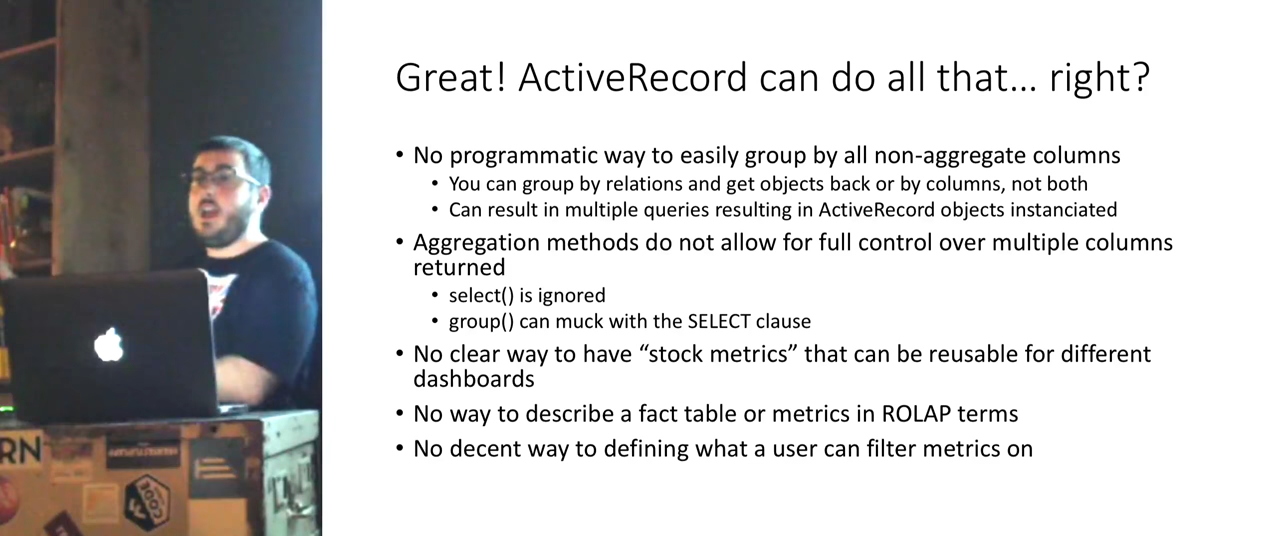 Great! ActiveRecord can do all that... right?
• No programmatic way to easily group by all non-aggregate columns
• You can group by relations and get objects back or by columns, not both
• Can result in multiple queries resulting in ActiveRecord objects instanciated
• Aggregation methods do not allow for full control over multiple columns
returned
• select() is ignored
• group() can muck with the SELECT clause
• No clear way to have “stock metrics” that can be reusable for different
dashboards
• No way to describe a fact table or metrics in ROLAP terms
• No decent way to defining what a user can filter metrics on
RN